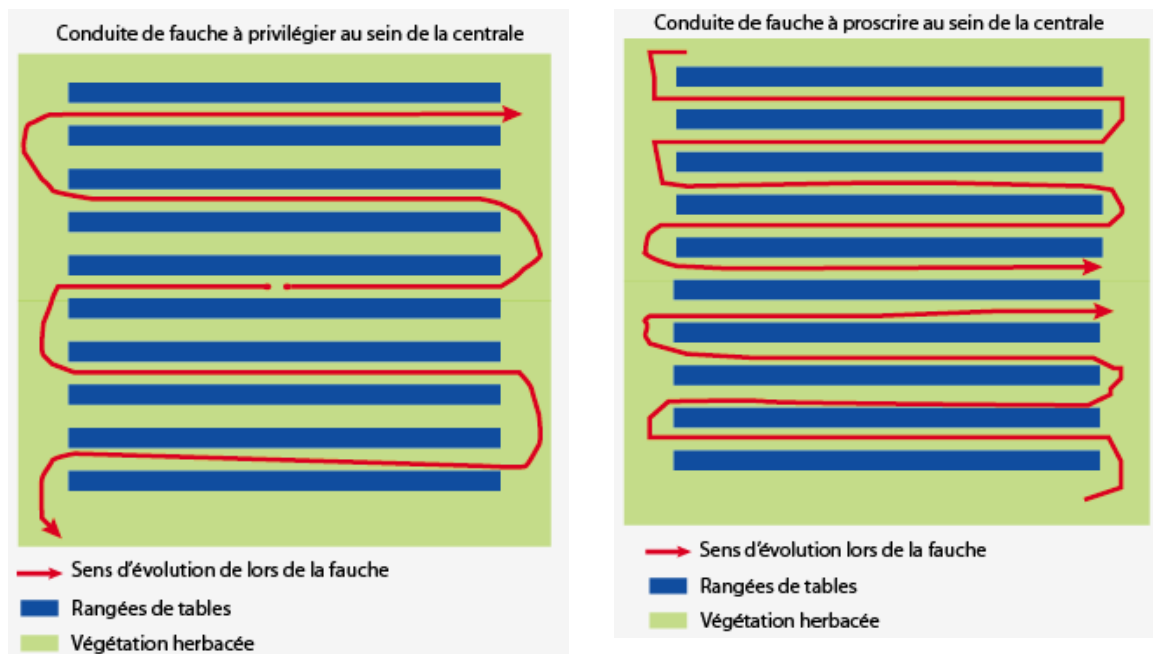 Conduite de fauche à privilégier au sein de la centrale
Sens d'évolution de lors de la fauche
Rangées de tables
Végétation herbacée
Conduite de fauche à proscrire au sein de la centrale
Sens d'évolution lors de la fauche
Rangées de tables
Végétation herbacée